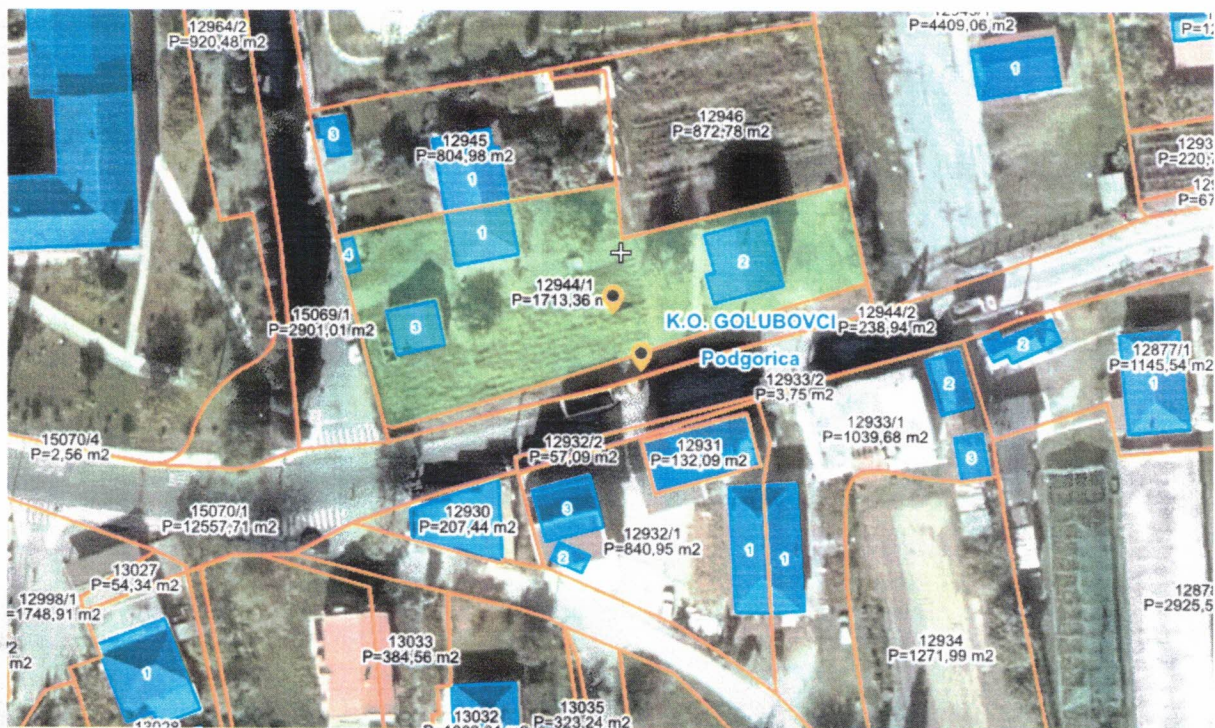 12964/2
P=920,48 m2
P=4409,06 m2
1
3
12945
P=804,98 m2
1
12946
P=872,78 m2
1
4
2
12944/1
P=1713,36 m
15069/1
P=2901,01 m2
3
K.O. GOLUBOVCI
12944/2
P=238,94 m2
Podgorica
12933/2
P=3,75 m2
2
12877/1
P=1145,54 m2
1
2
12933/1
P=1039,68 m2
3
15070/4
P=2,56 m2
12932/2
P=57,09 m2
12931
P=132,09 m2
15070/1
P=12557,71 m2
12930
P=207,44 m2
3
2
12932/1
P=840,95 m2
1
1
13027
P=54,34 m2
12998/1
=1748,91 m2
P=2925,5
1
13033
P=384,56 m2
12934
P=1271,99 m2
13032
13035
P=323,24 m2